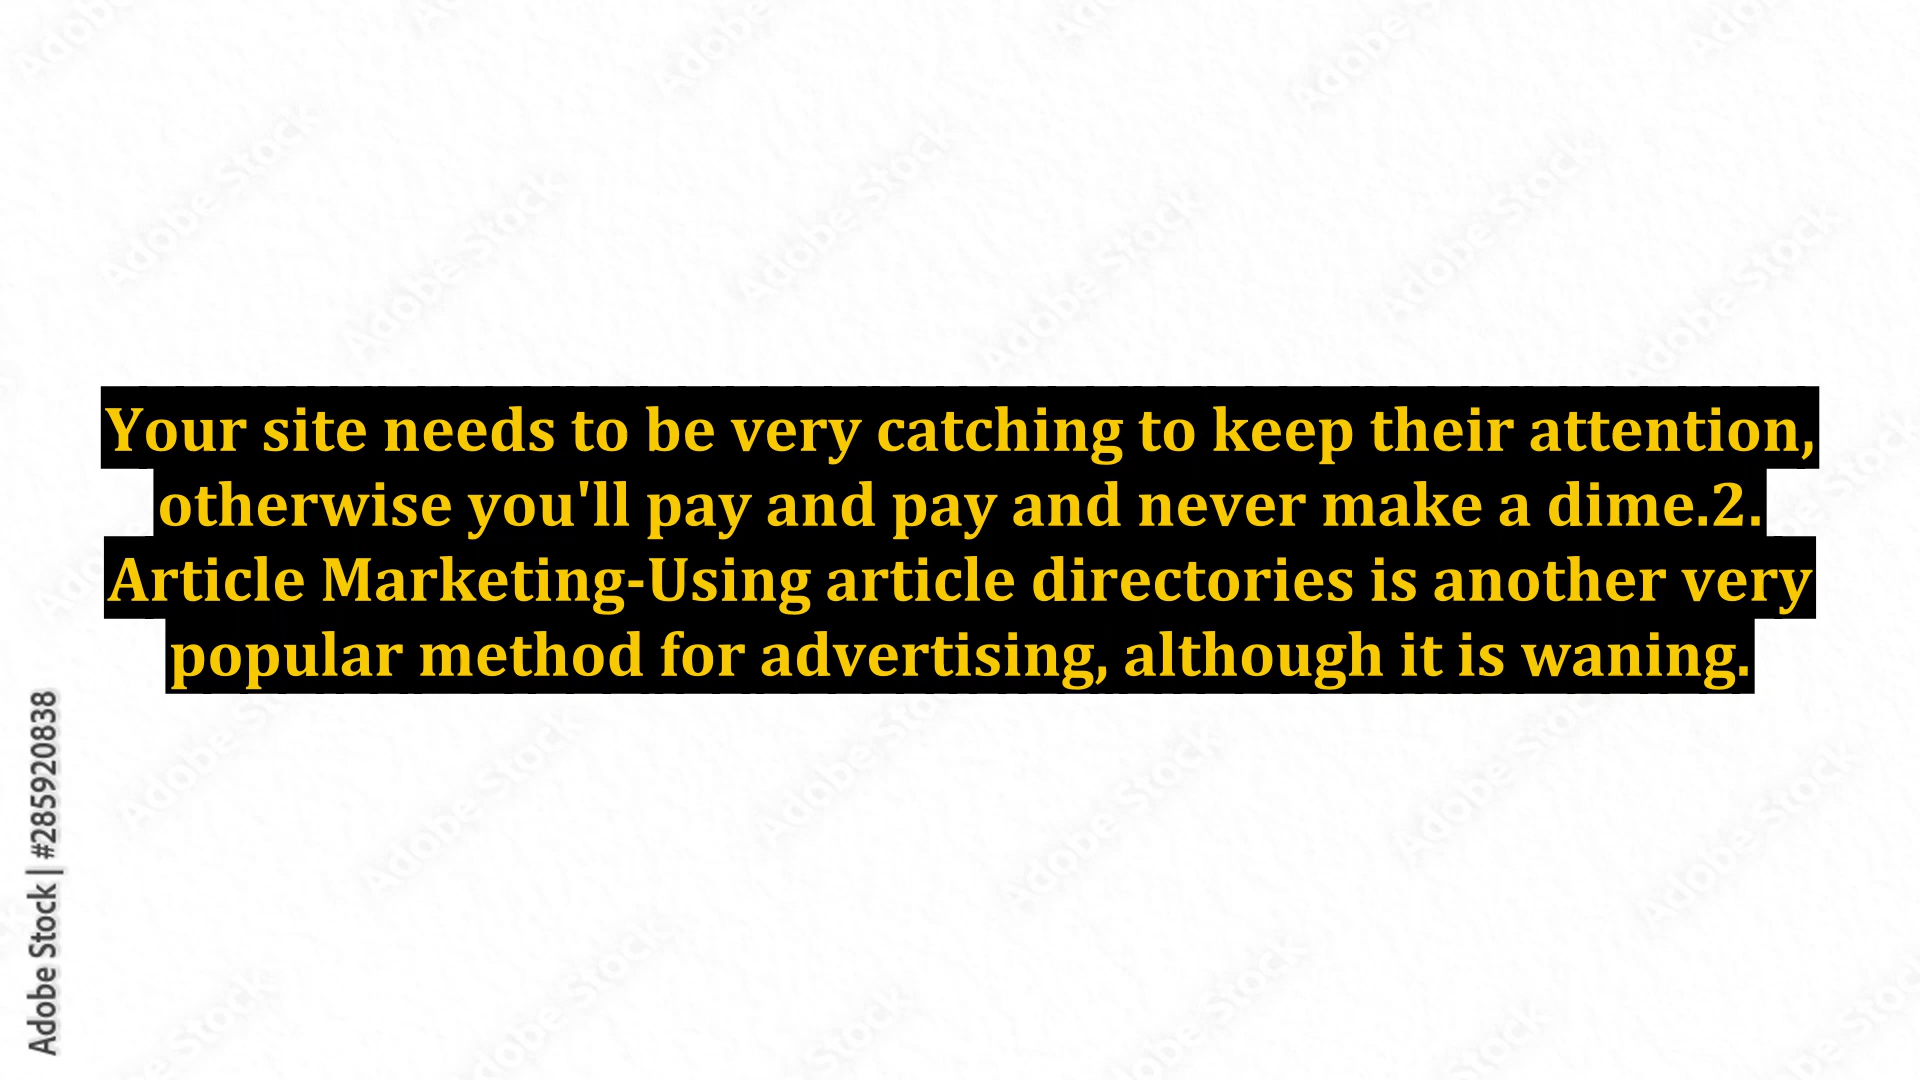 Your site needs to be very catching to keep their attention,
otherwise you'll pay and pay and never make a dime.2.
Article Marketing-Using article directories is another very
popular method for advertising, although it is waning.
Adobe Stock | #285920838